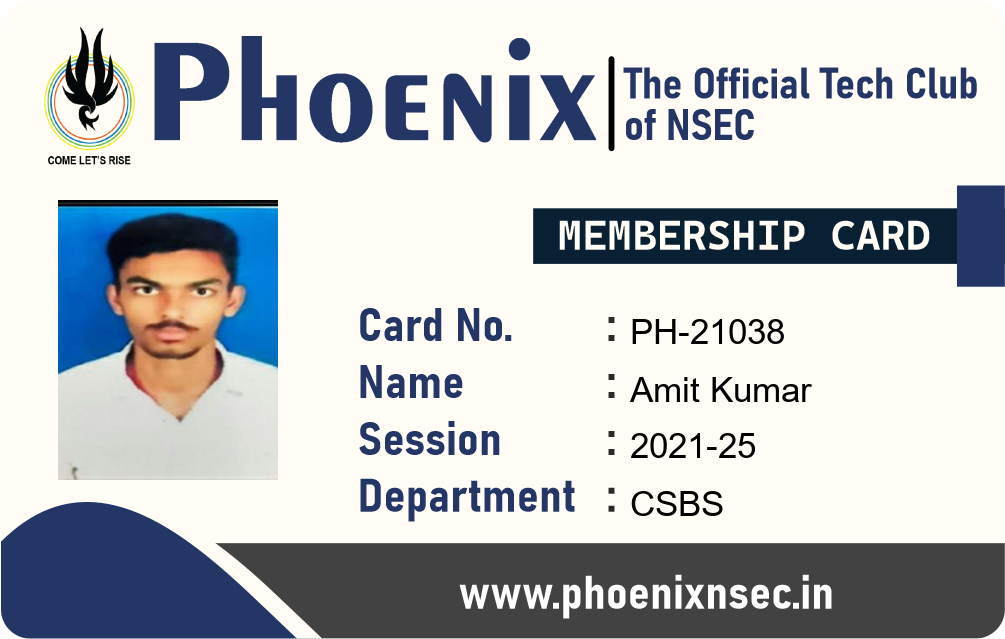 COME LET'S RISE
PHOENIX
The Official Tech Club
of NSEC
MEMBERSHIP CARD
Card No. : PH-21038
Name : Amit Kumar
Session : 2021-25
Department : CSBS
www.phoenixnsec.in